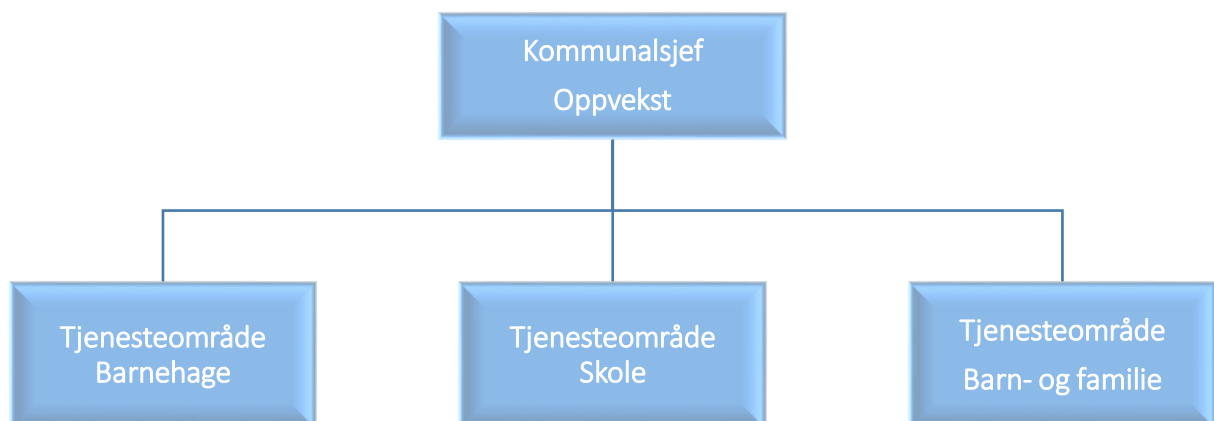 Kommunalsjef
Oppvekst
Tjenesteområde
Barnehage
Tjenesteområde
Skole
Tjenesteområde
Barn- og familie